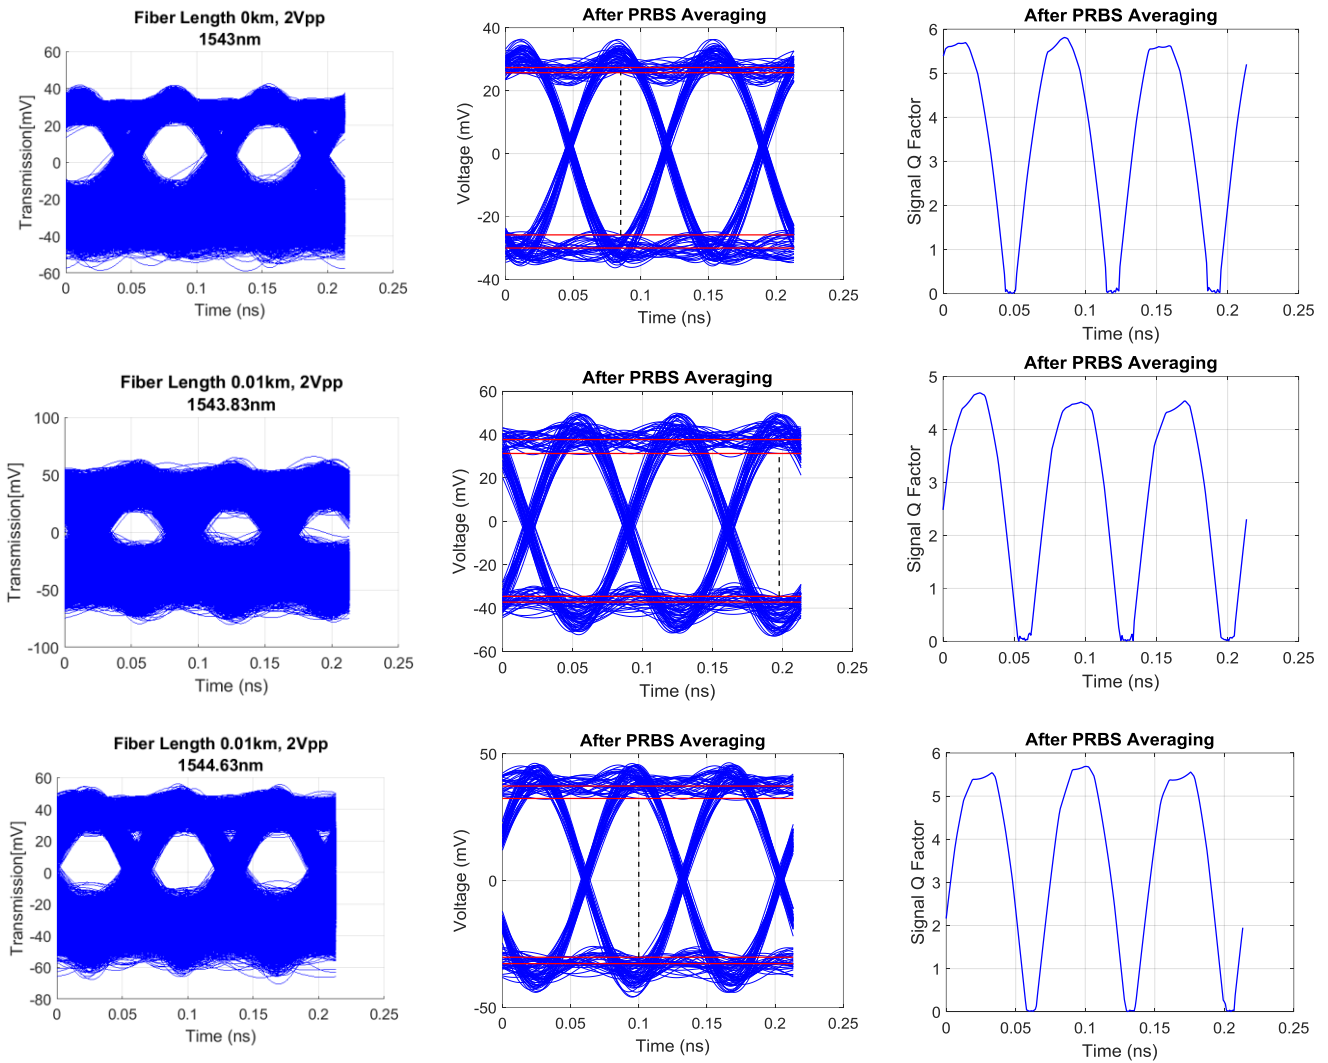 Fiber Length 0km, 2Vpp
1543nm
60
40
20
0
-20
-40
-60
Transmission[mV]
0 0.05 0.1 0.15 0.2 0.25
Time (ns)
After PRBS Averaging
40
20
0
-20
-40
Voltage (mV)
0 0.05 0.1 0.15 0.2 0.25
Time (ns)
After PRBS Averaging
6
5
4
3
2
1
0
Signal Q Factor
0 0.05 0.1 0.15 0.2 0.25
Time (ns)
Fiber Length 0.01km, 2Vpp
1543.83nm
100
50
0
-50
-100
Transmission[mV]
0 0.05 0.1 0.15 0.2 0.25
Time (ns)
After PRBS Averaging
60
40
20
0
-20
-40
-60
Voltage (mV)
0 0.05 0.1 0.15 0.2 0.25
Time (ns)
After PRBS Averaging
5
4
3
2
1
0
Signal Q Factor
0 0.05 0.1 0.15 0.2 0.25
Time (ns)
Fiber Length 0.01km, 2Vpp
1544.63nm
60
40
20
0
-20
-40
-60
-80
Transmission[mV]
0 0.05 0.1 0.15 0.2 0.25
Time (ns)
After PRBS Averaging
50
0
-50
Voltage (mV)
0 0.05 0.1 0.15 0.2 0.25
Time (ns)
After PRBS Averaging
6
5
4
3
2
1
0
Signal Q Factor
0 0.05 0.1 0.15 0.2 0.25
Time (ns)